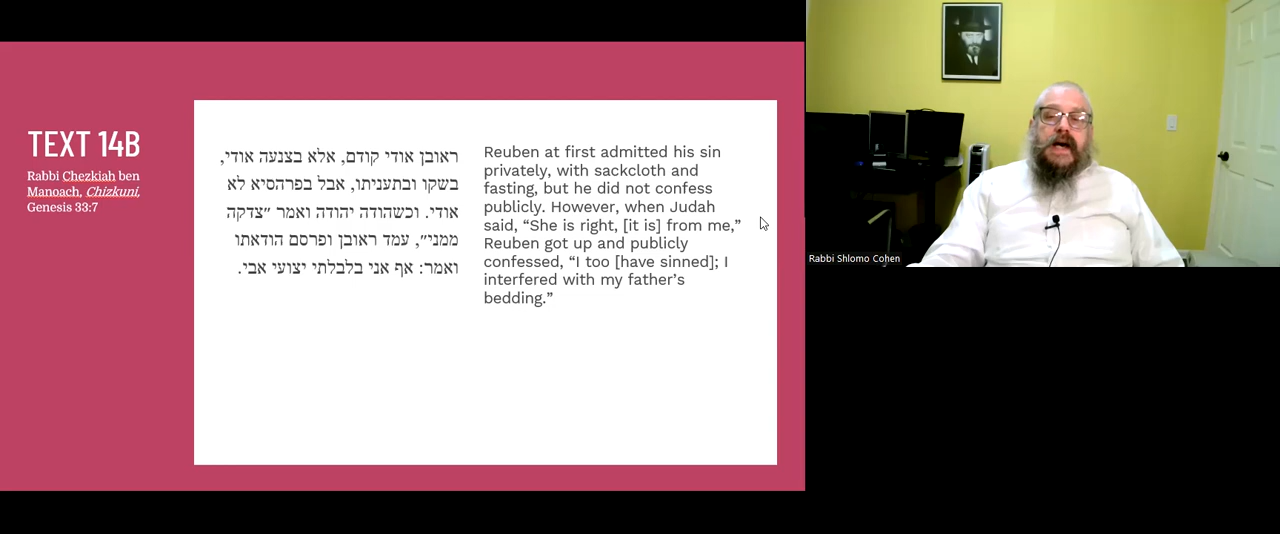 TEXT 14B
Rabbi Chezkiah ben
Manoach, Chizkuni,
Genesis 33:7
ראובן אודי קודם, אלא בצנעה אודי,
בשקו ובתעניתו, אבל בפרהסיא לא
אודי. וכשהודה יהודה ואמר "צדקה
ממני", עמד ראובן ופרסם הודאתו
ואמר: אף אני בלבלתי יצועי אבי.
Reuben at first admitted his sin
privately, with sackcloth and
fasting, but he did not confess
publicly. However, when Judah
said, “She is right, [it is] from me,”
Reuben got up and publicly
confessed, “I too [have sinned]; I
interfered with my father’s
bedding.”
Rabbi Shlomo Cohen